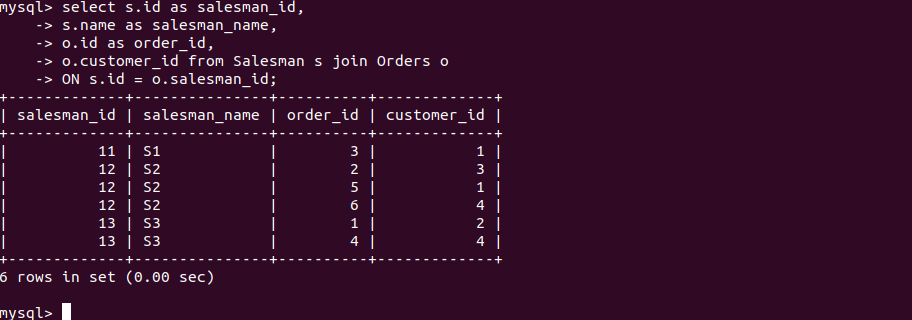 mysql> select s.id as salesman_id,
    -> s.name as salesman_name,
    -> o.id as order_id,
    -> o.customer_id from Salesman s join Orders o
    -> ON s.id = o.salesman_id;
+-------------+---------------+----------+-------------+
| salesman_id | salesman_name | order_id | customer_id |
+-------------+---------------+----------+-------------+
|          11 | S1            |        3 |           1 |
|          12 | S2            |        2 |           3 |
|          12 | S2            |        5 |           1 |
|          12 | S2            |        6 |           4 |
|          13 | S3            |        1 |           2 |
|          13 | S3            |        4 |           4 |
+-------------+---------------+----------+-------------+
6 rows in set (0.00 sec)

mysql>